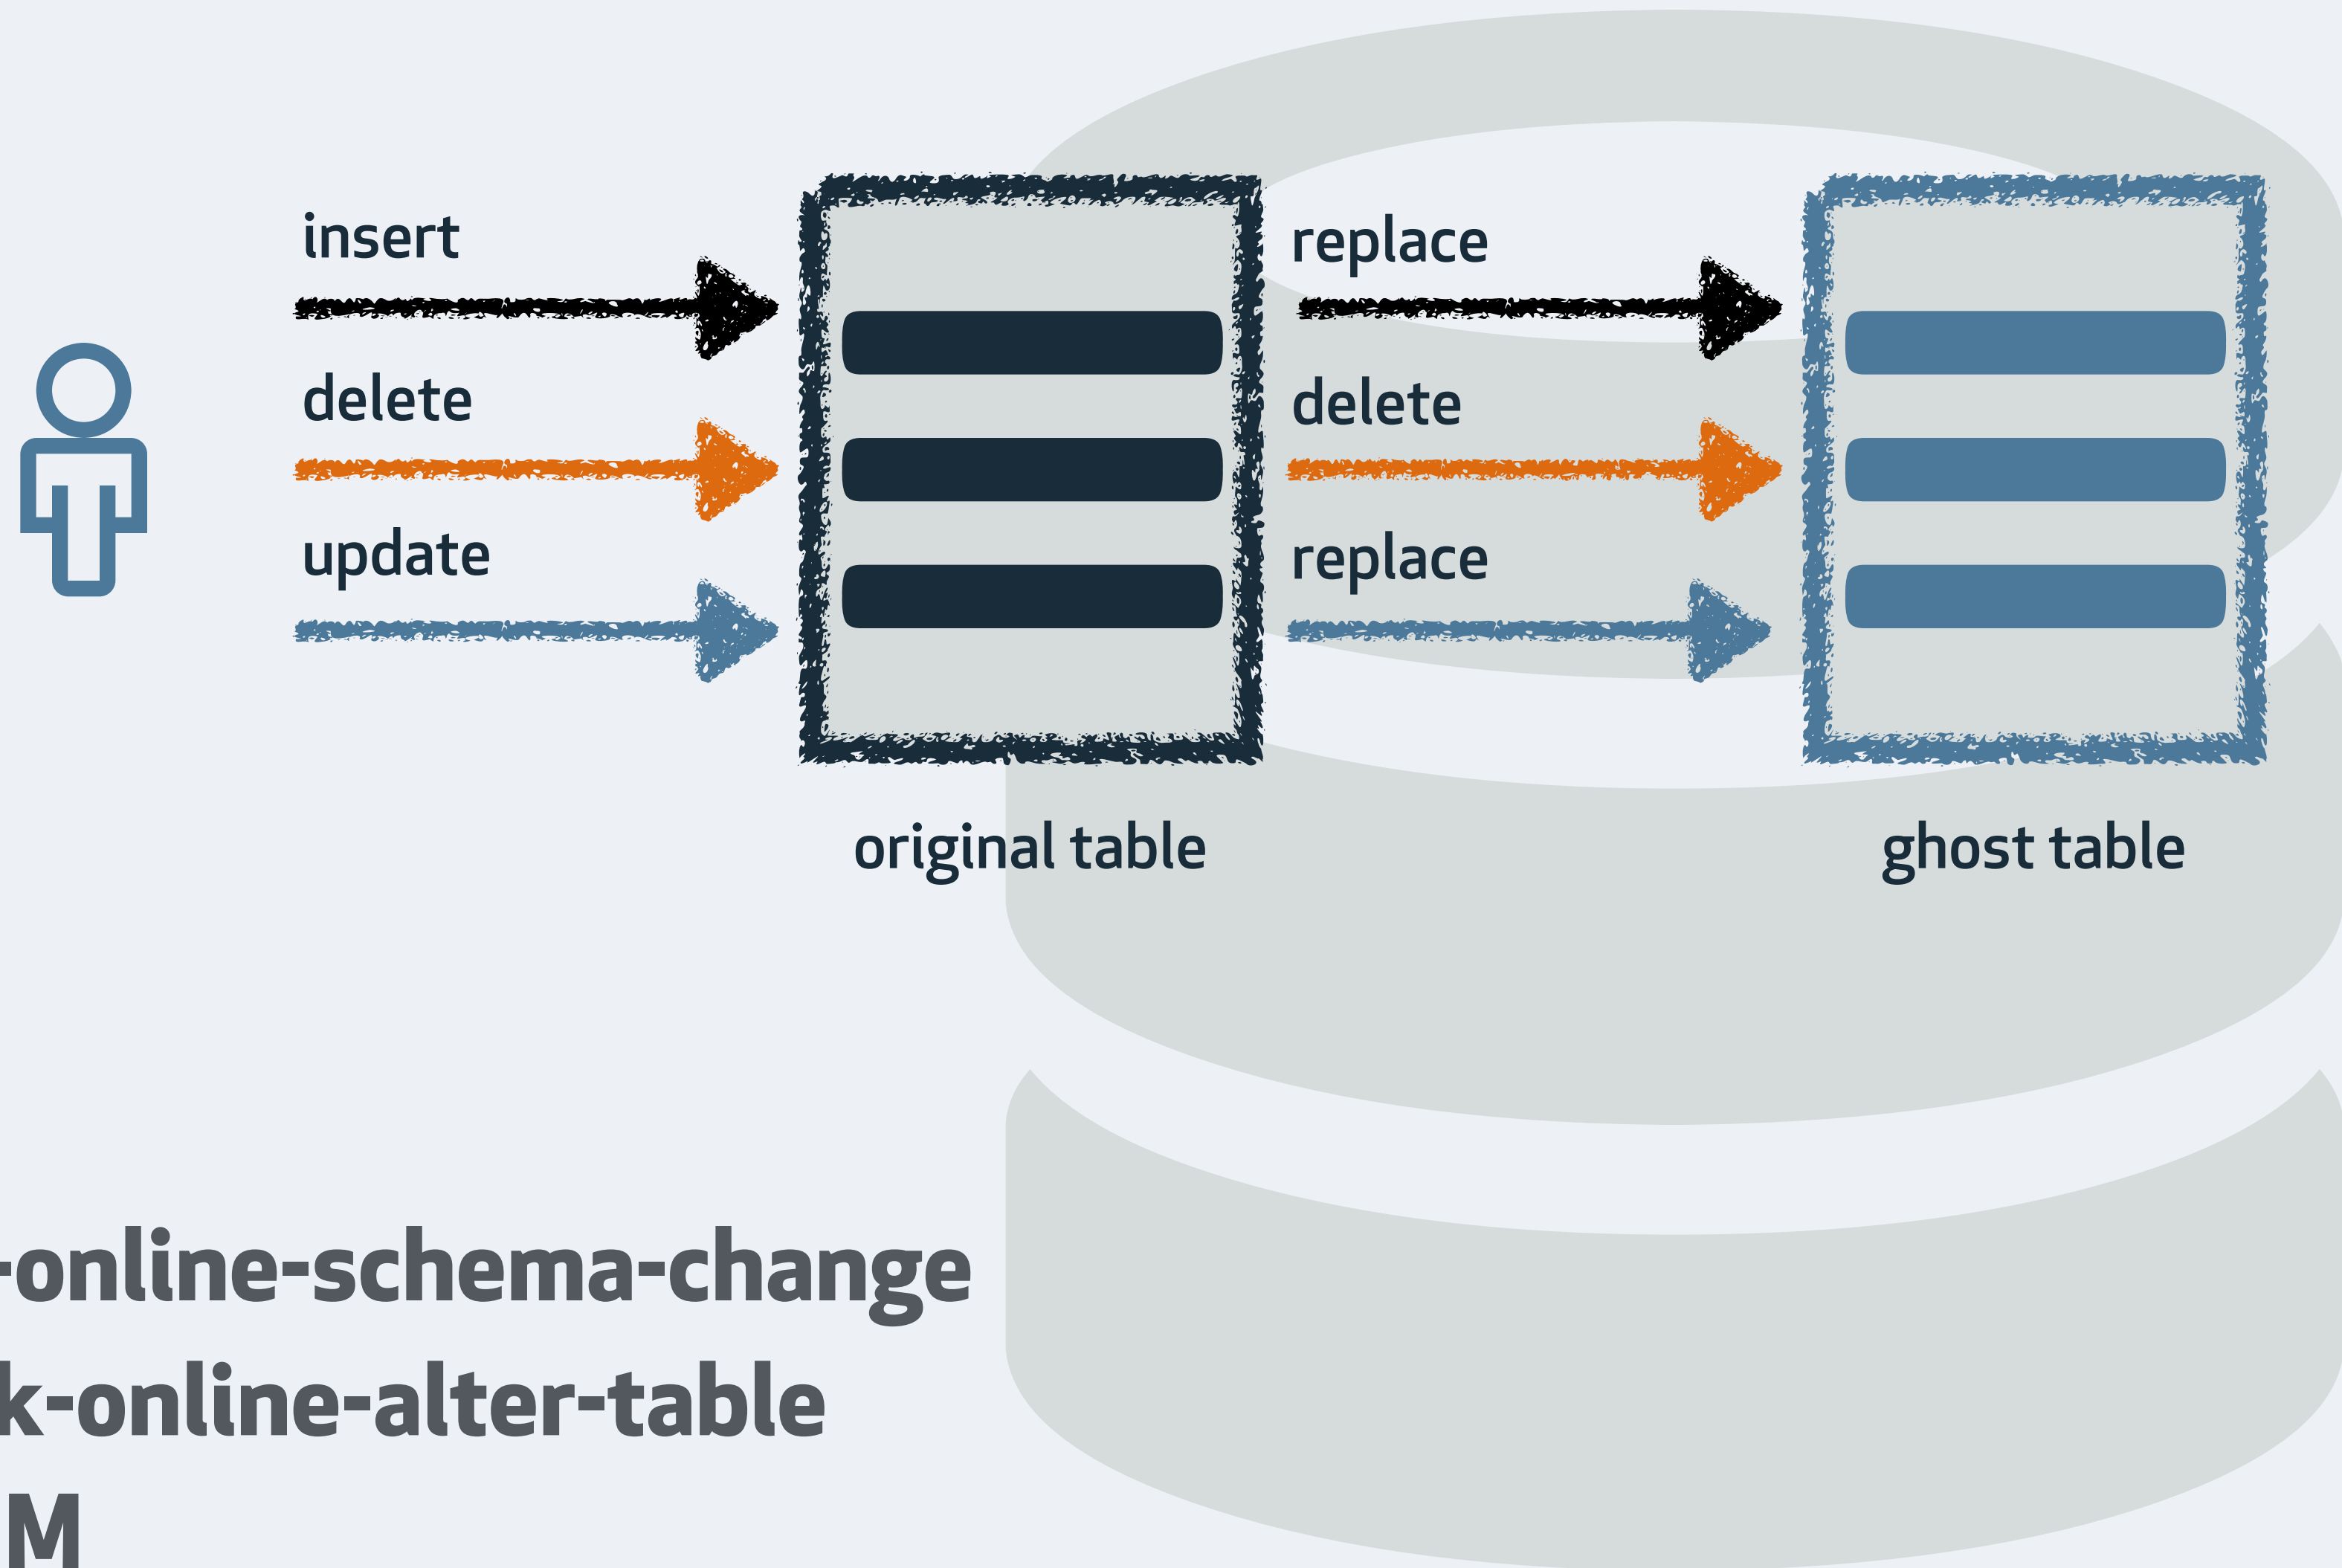 insert
replace
delete
delete
update
replace
original table
ghost table
-online-schema-change
k-online-alter-table
M